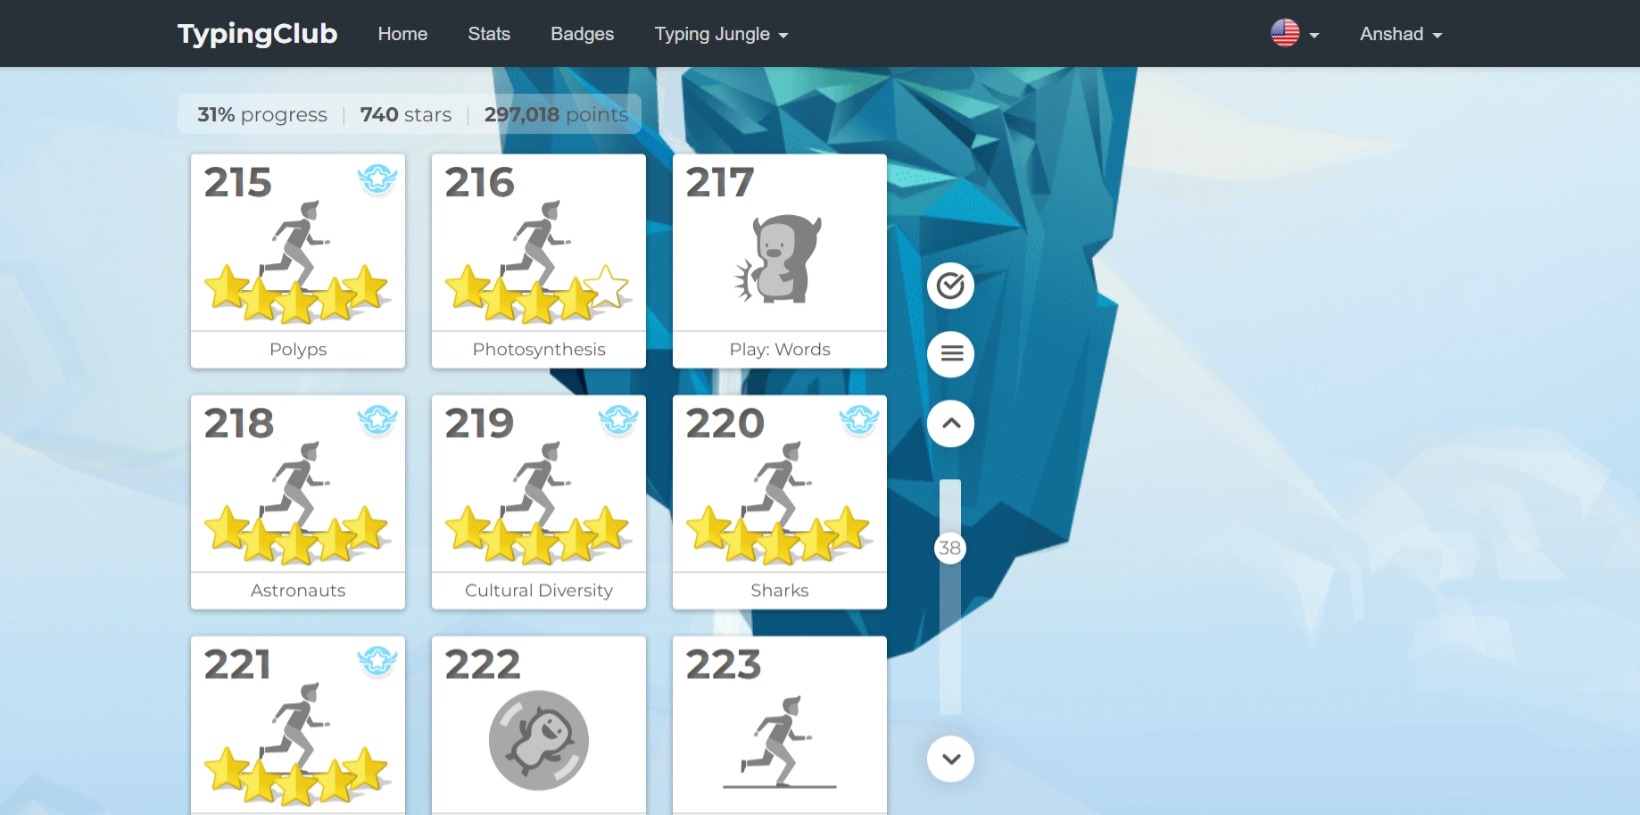 TypingClub Home Stats Badges Typing Jungle Anshad
31% progress 740 stars 297,018 points
215 216 217
Polyps Photosynthesis Play: Words
218 219 220
Astronauts Cultural Diversity Sharks
38
221 222 223